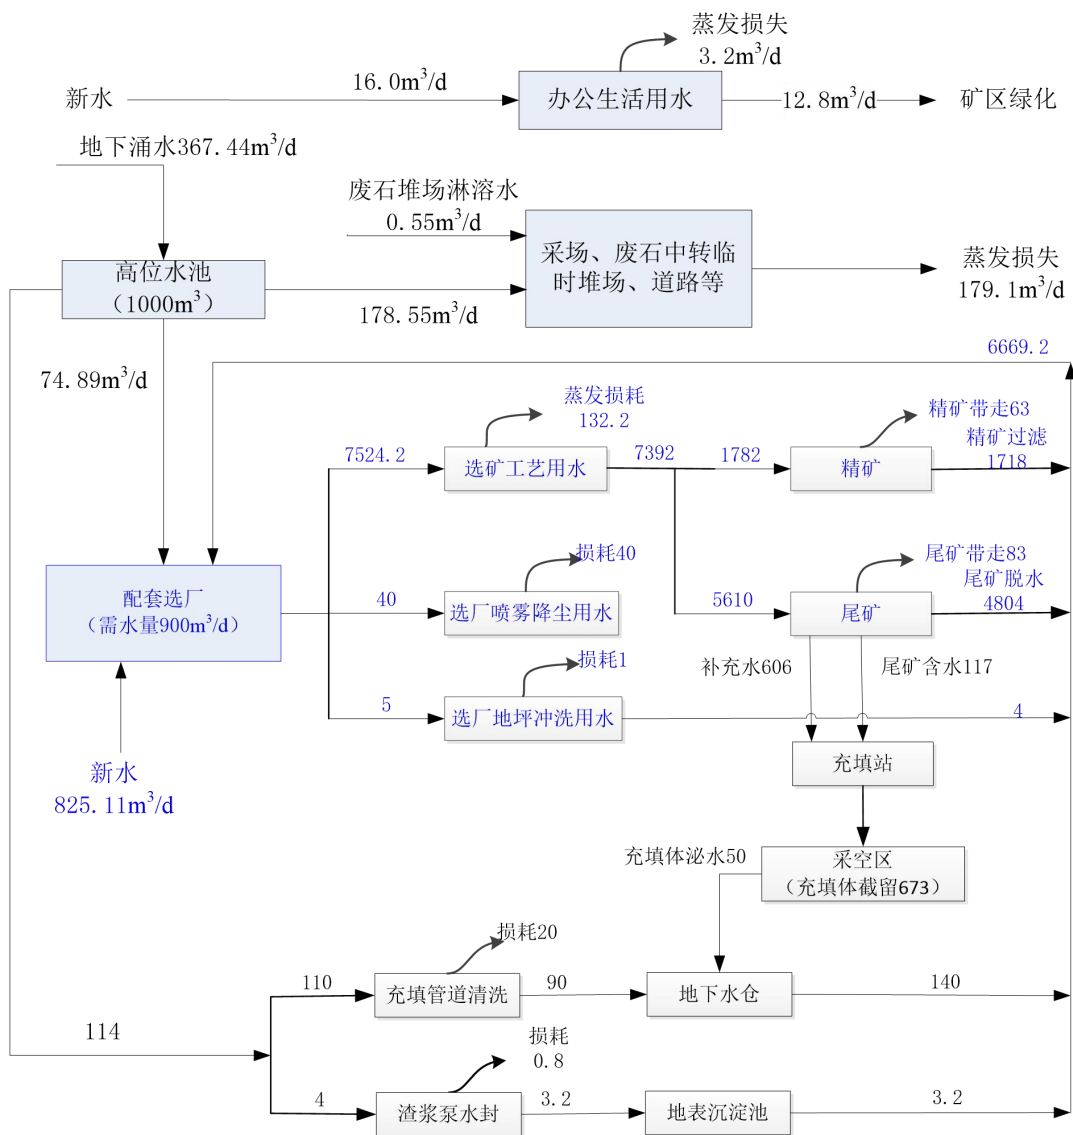 蒸发损失
3.2m³/d
新水
16.0m³/d
办公生活用水
12.8m³/d
矿区绿化
地下涌水367.44m³/d
废石堆场淋溶水
0.55m³/d
采场、废石中转临
时堆场、道路等
蒸发损失
179.1m³/d
高位水池
（1000m³）
178.55m³/d
74.89m³/d
6669.2
蒸发损耗
132.2
精矿带走63
精矿过滤
1718
7524.2
选矿工艺用水
7392
1782
精矿
损耗40
尾矿带走83
尾矿脱水
4804
配套选厂
（需水量900m³/d）
40
选厂喷雾降尘用水
5610
尾矿
损耗1
补充水606
尾矿含水117
5
选厂地坪冲洗用水
4
充填站
新水
825.11m³/d
充填体泌水50
采空区
（充填体截留673）
损耗20
110
充填管道清洗
90
地下水仓
140
114
损耗
0.8
4
渣浆泵水封
3.2
地表沉淀池
3.2